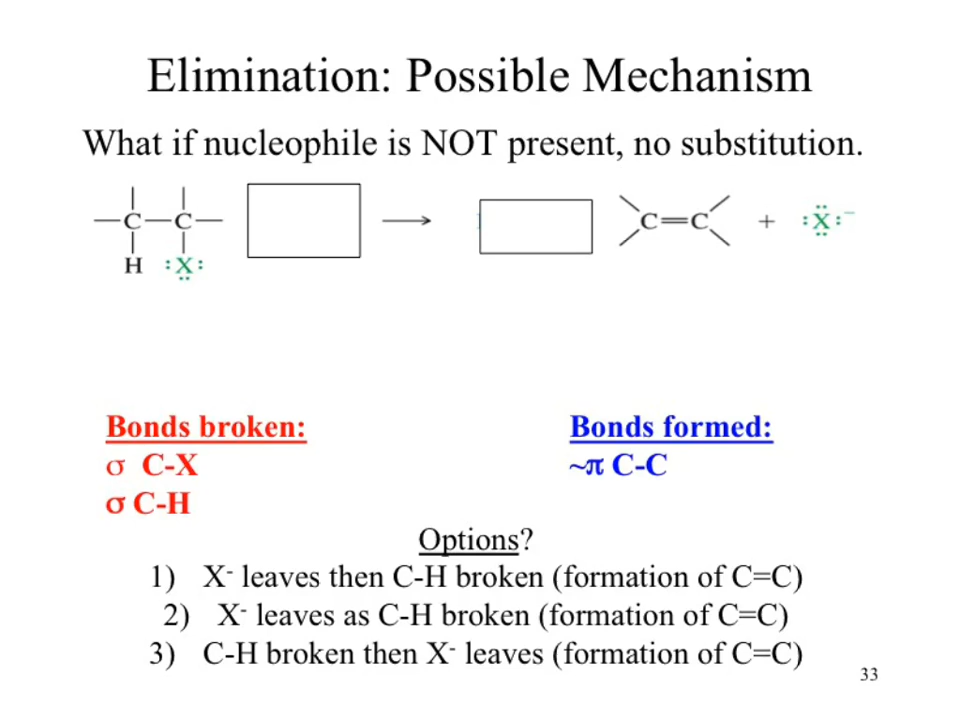 Elimination: Possible Mechanism
What if nucleophile is NOT present, no substitution.
—C—C— ⟶ C=C + :X:⁻
H :X:
Bonds broken: Bonds formed:
σ C-X ~π C-C
σ C-H
Options?
1) X⁻ leaves then C-H broken (formation of C=C)
2) X⁻ leaves as C-H broken (formation of C=C)
3) C-H broken then X⁻ leaves (formation of C=C)
33